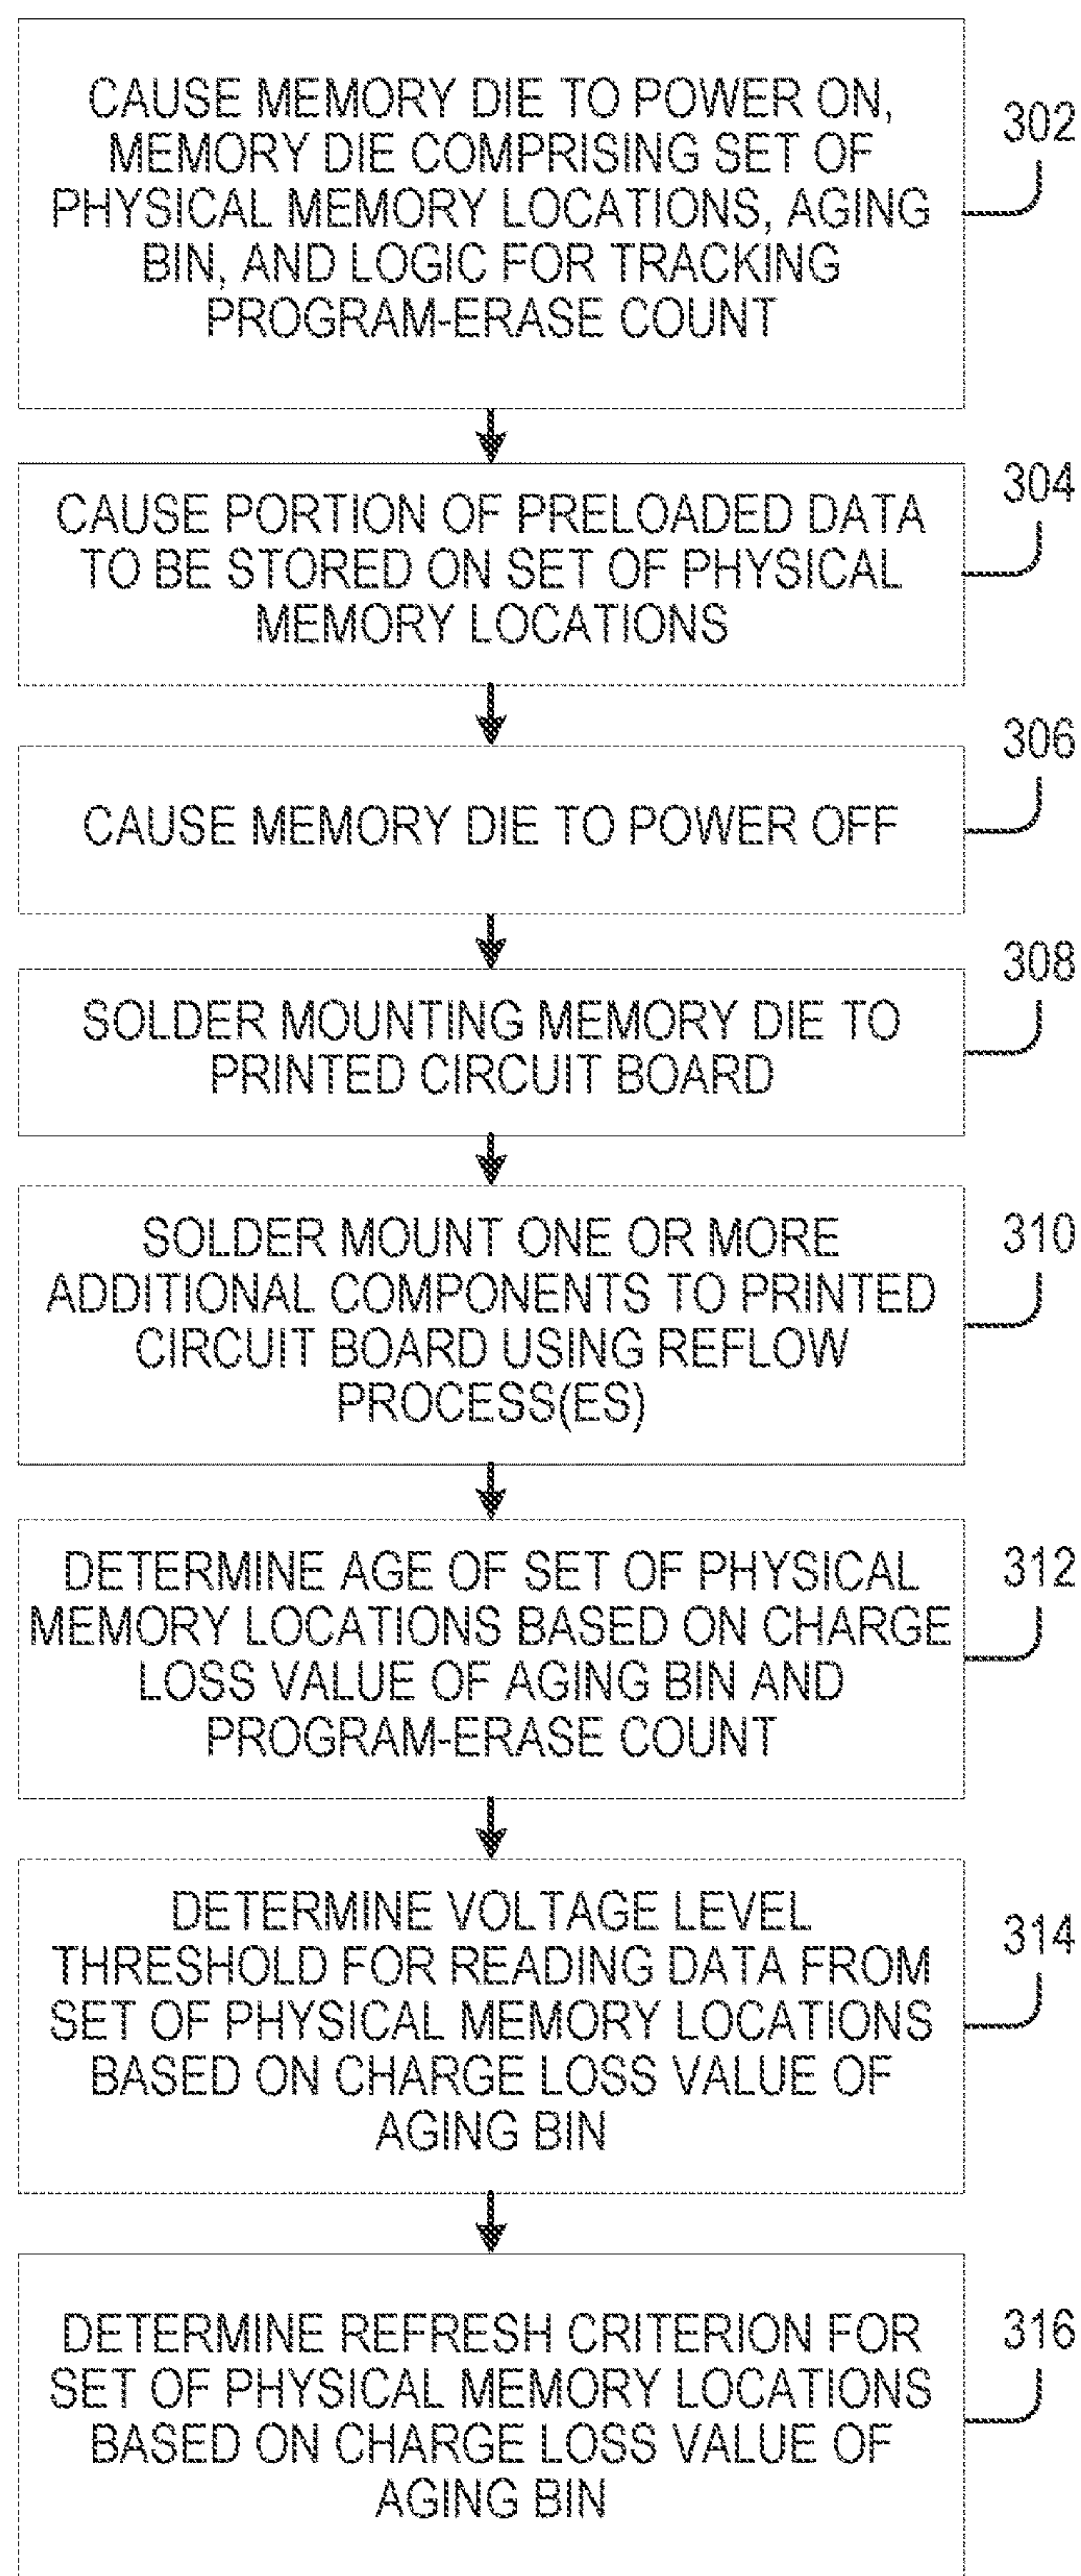 CAUSE MEMORY DIE TO POWER ON,
MEMORY DIE COMPRISING SET OF
PHYSICAL MEMORY LOCATIONS, AGING
BIN, AND LOGIC FOR TRACKING
PROGRAM-ERASE COUNT
302
CAUSE PORTION OF PRELOADED DATA
TO BE STORED ON SET OF PHYSICAL
MEMORY LOCATIONS
304
CAUSE MEMORY DIE TO POWER OFF
306
SOLDER MOUNTING MEMORY DIE TO
PRINTED CIRCUIT BOARD
308
SOLDER MOUNT ONE OR MORE
ADDITIONAL COMPONENTS TO PRINTED
CIRCUIT BOARD USING REFLOW
PROCESS(ES)
310
DETERMINE AGE OF SET OF PHYSICAL
MEMORY LOCATIONS BASED ON CHARGE
LOSS VALUE OF AGING BIN AND
PROGRAM-ERASE COUNT
312
DETERMINE VOLTAGE LEVEL
THRESHOLD FOR READING DATA FROM
SET OF PHYSICAL MEMORY LOCATIONS
BASED ON CHARGE LOSS VALUE OF
AGING BIN
314
DETERMINE REFRESH CRITERION FOR
SET OF PHYSICAL MEMORY LOCATIONS
BASED ON CHARGE LOSS VALUE OF
AGING BIN
316